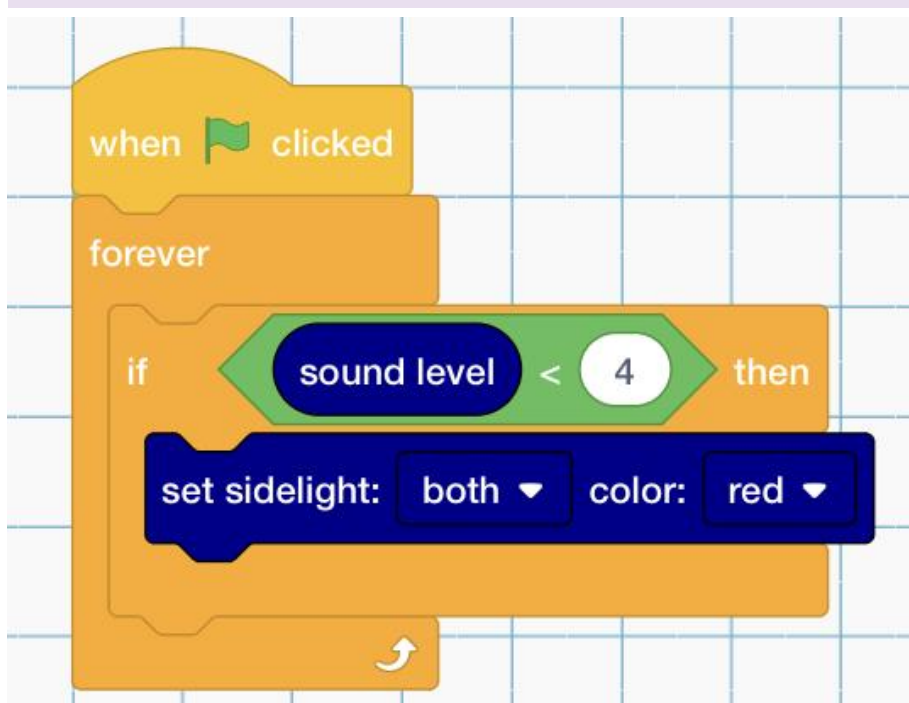 when clicked
forever
if sound level < 4 then
set sidelight: both color: red